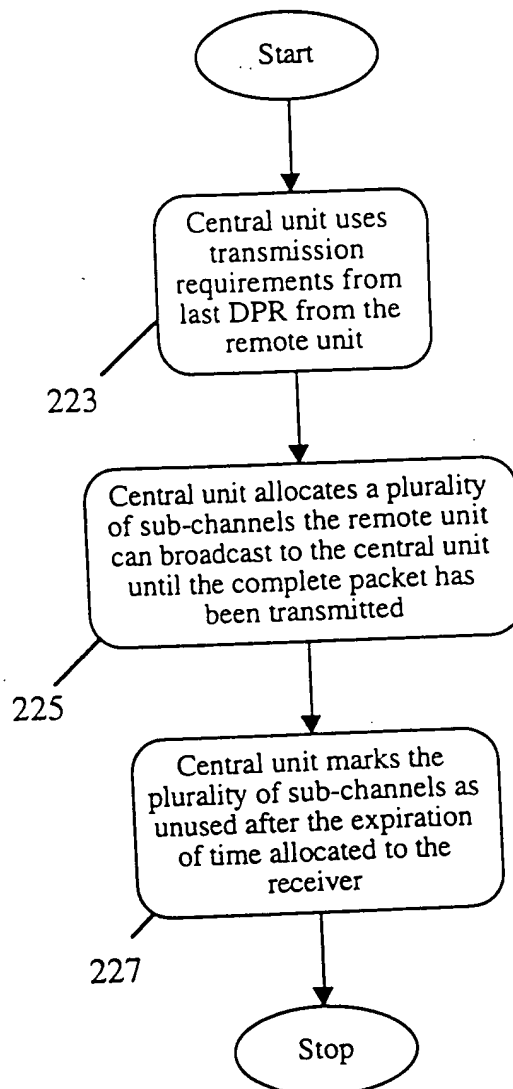 Start
Central unit uses
transmission
requirements from
last DPR from the
remote unit
223
Central unit allocates a plurality
of sub-channels the remote unit
can broadcast to the central unit
until the complete packet has
been transmitted
225
Central unit marks the
plurality of sub-channels as
unused after the expiration
of time allocated to the
receiver
227
Stop